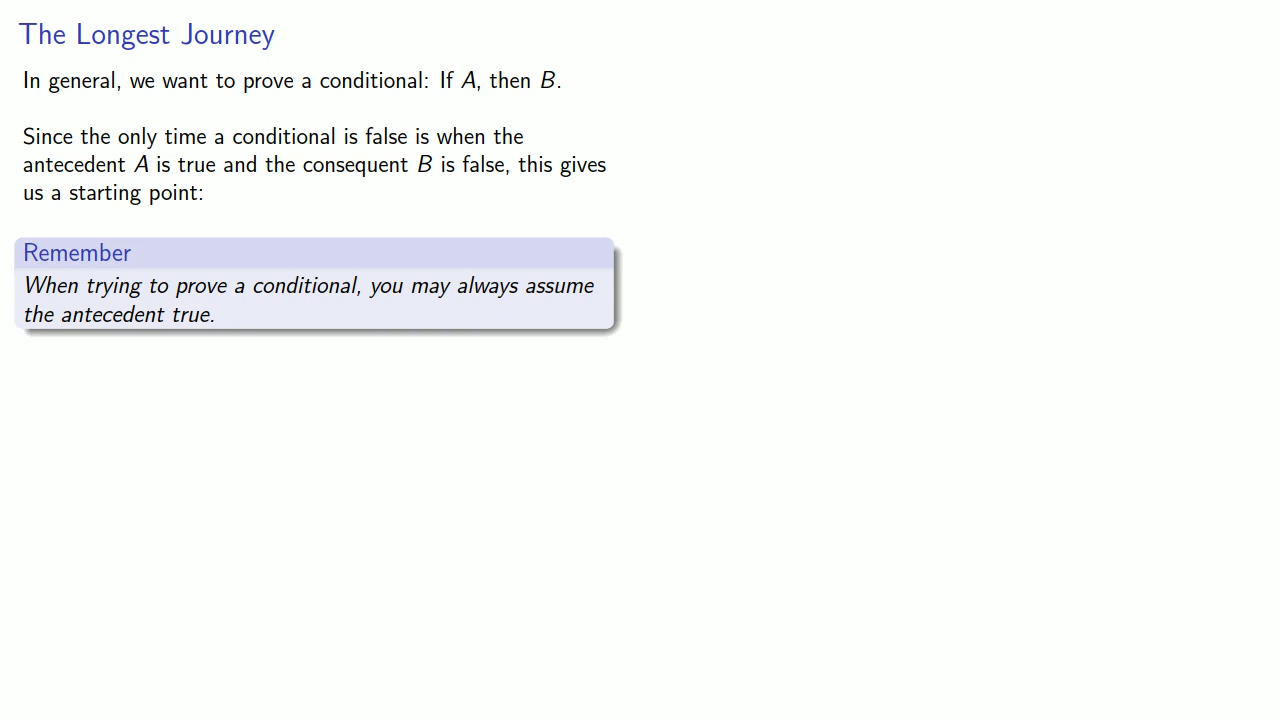 The Longest Journey
In general, we want to prove a conditional: If A, then B.
Since the only time a conditional is false is when the
antecedent A is true and the consequent B is false, this gives
us a starting point:
Remember
When trying to prove a conditional, you may always assume
the antecedent true.